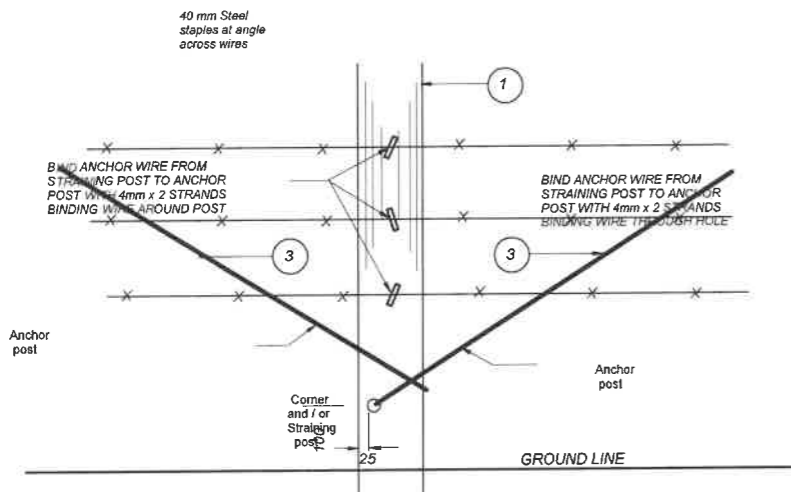 40 mm Steel
staples at angle
across wires
1
BIND ANCHOR WIRE FROM
STRAINING POST TO ANCHOR
POST WITH 4mm x 2 STRANDS
BINDING WIRE AROUND POST
BIND ANCHOR WIRE FROM
STRAINING POST TO ANCHOR
POST WITH 4mm x 2 STRANDS
BINDING WIRE THROUGH HOLE
3
3
Anchor
post
Anchor
post
Corner
and / or
Straining
post
100
25
GROUND LINE